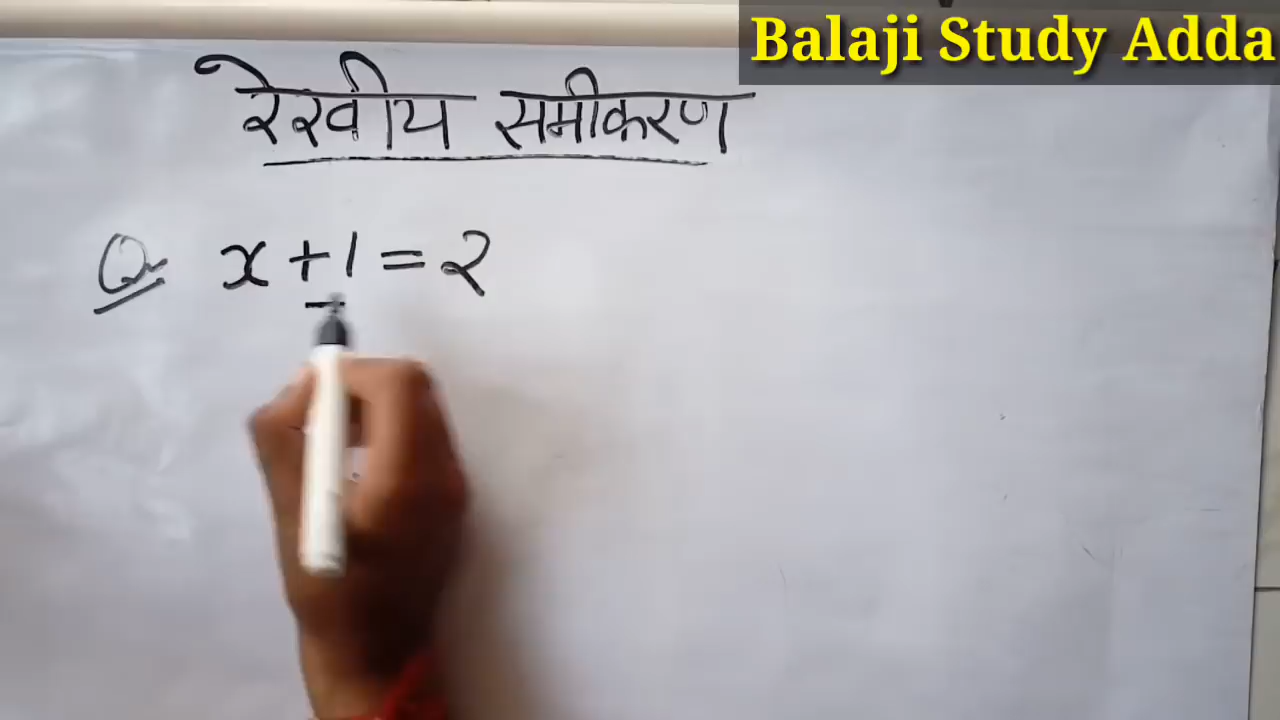 Balaji Study Adda
रेखीय समीकरण
Q. x + 1 = 2